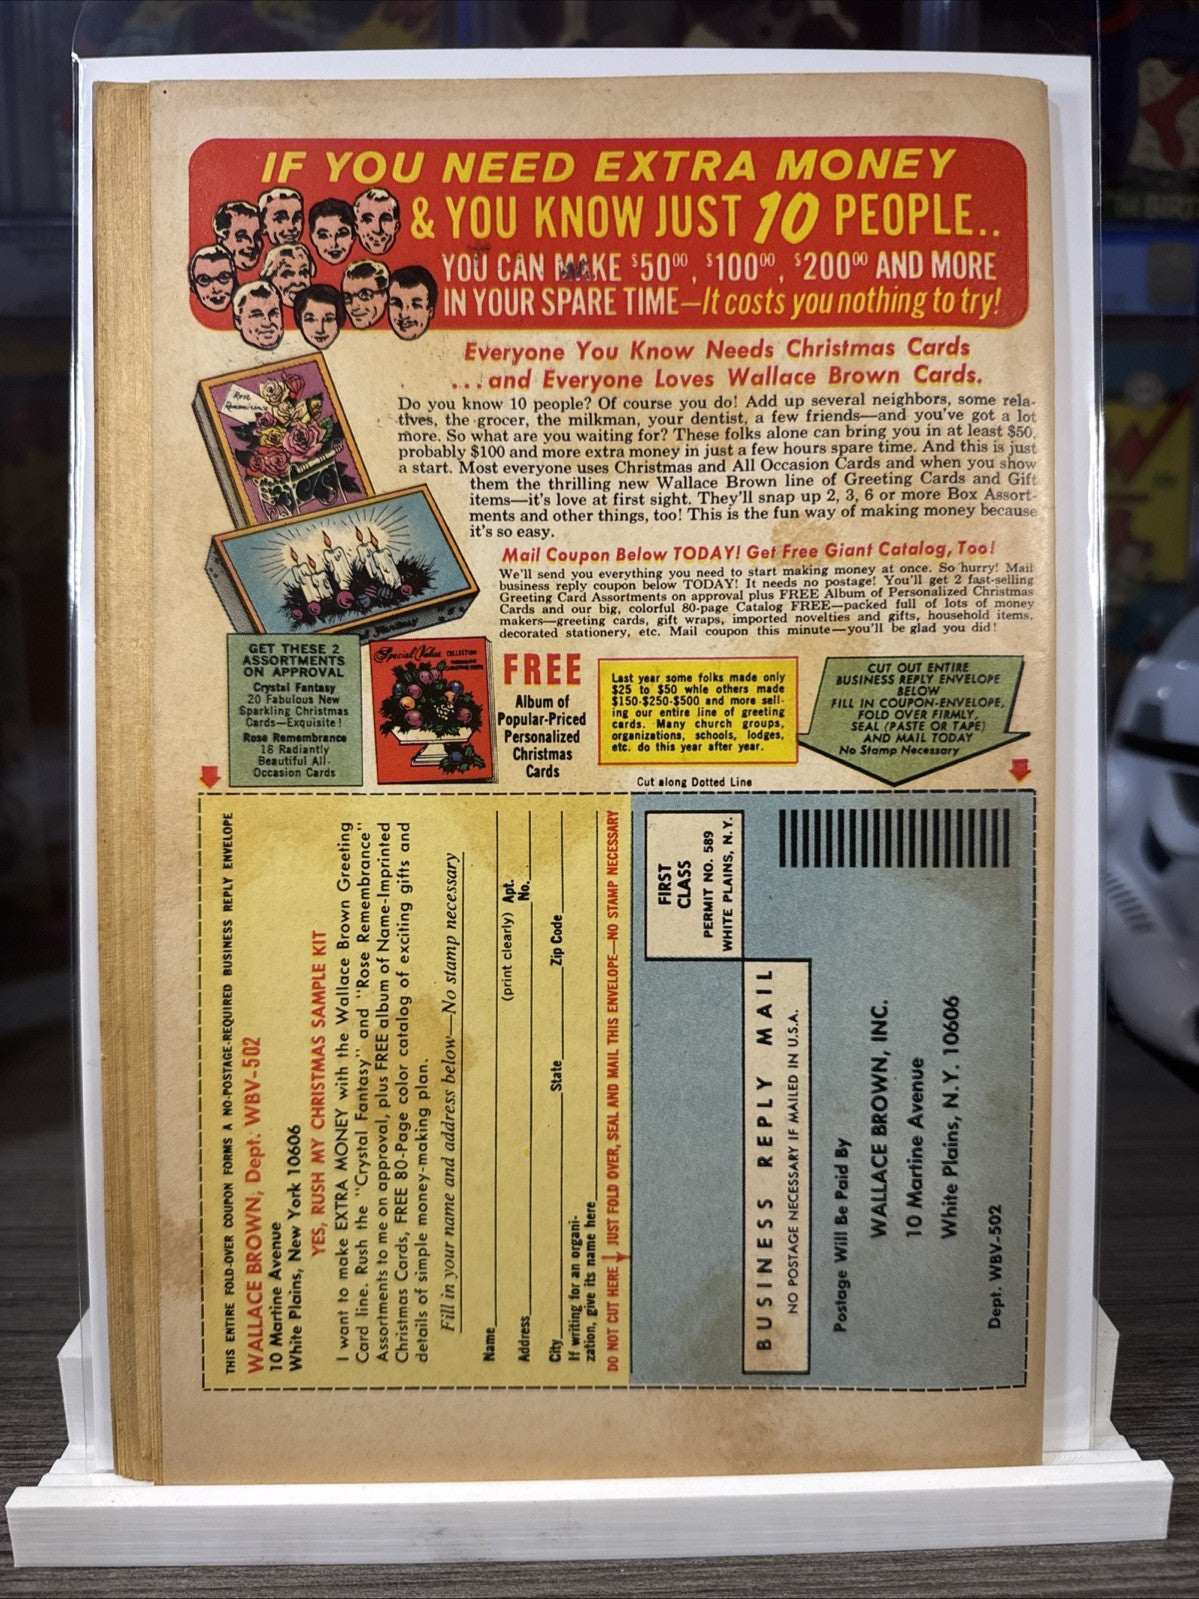 IF YOU NEED EXTRA MONEY
& YOU KNOW JUST 10 PEOPLE..
YOU CAN MAKE $50⁰⁰, $100⁰⁰, $200⁰⁰ AND MORE
IN YOUR SPARE TIME—It costs you nothing to try!
Everyone You Know Needs Christmas Cards
...and Everyone Loves Wallace Brown Cards.
Do you know 10 people? Of course you do! Add up several neighbors, some rela-
tives, the grocer, the milkman, your dentist, a few friends—and you've got a lot
more. So what are you waiting for? These folks alone can bring you in at least $50,
probably $100 and more extra money in just a few hours spare time. And this is just
a start. Most everyone uses Christmas and All Occasion Cards and when you show
them the thrilling new Wallace Brown line of Greeting Cards and Gift
items—it's love at first sight. They'll snap up 2, 3, 6 or more Box Assort-
ments and other things, too! This is the fun way of making money because
it's so easy.
Mail Coupon Below TODAY! Get Free Giant Catalog, Too!
We'll send you everything you need to start making money at once. So hurry! Mail
business reply coupon below TODAY! It needs no postage! You'll get 2 fast-selling
Greeting Card Assortments on approval plus FREE Album of Personalized Christmas
Cards and our big, colorful 80-page Catalog FREE—packed full of lots of money
makers—greeting cards, gift wraps, imported novelties and gifts, household items,
decorated stationery, etc. Mail coupon this minute—you'll be glad you did!
Rose
Remembrance
GET THESE 2
ASSORTMENTS
ON APPROVAL
Crystal Fantasy
20 Fabulous New
Sparkling Christmas
Cards—Exquisite!
Rose Remembrance
18 Radiantly
Beautiful All-
Occasion Cards
Special Value COLLECTION
FREE
Album of
Popular-Priced
Personalized
Christmas
Cards
Last year some folks made only
$25 to $50 whle others made
$150-$250-$500 and more sell-
ing our entire line of greeting
cards. Many church groups,
organizations, schools, lodges,
etc. do this year after year.
CUT OUT ENTIRE
BUSINESS REPLY ENVELOPE
BELOW
FILL IN COUPON-ENVELOPE,
FOLD OVER FIRMLY,
SEAL (PASTE OR TAPE)
AND MAIL TODAY
No Stamp Necessary
Cut along Dotted Line
THIS ENTIRE FOLD-OVER COUPON FORMS A NO-POSTAGE-REQUIRED BUSINESS REPLY ENVELOPE
WALLACE BROWN, Dept. WBV-502
10 Martine Avenue
White Plains, New York 10606
YES, RUSH MY CHRISTMAS SAMPLE KIT
I want to make EXTRA MONEY with the Wallace Brown Greeting
Card line. Rush the "Crystal Fantasy" and "Rose Remembrance"
Assortments to me on approval, plus FREE album of Name-Imprinted
Christmas Cards, FREE 80-Page color catalog of exciting gifts and
details of simple money-making plan.
Fill in your name and address below—No stamp necessary
Name
(print clearly)
Address
Apt. No.
City
State
Zip Code
If writing for an organi-
zation, give its name here
DO NOT CUT HERE JUST FOLD OVER, SEAL AND MAIL THIS ENVELOPE—NO STAMP NECESSARY
FIRST
CLASS
PERMIT NO. 589
WHITE PLAINS, N.Y.
BUSINESS REPLY MAIL
NO POSTAGE NECESSARY IF MAILED IN U.S.A.
Postage Will Be Paid By
WALLACE BROWN, INC.
10 Martine Avenue
White Plains, N. Y. 10606
Dept. WBV-502